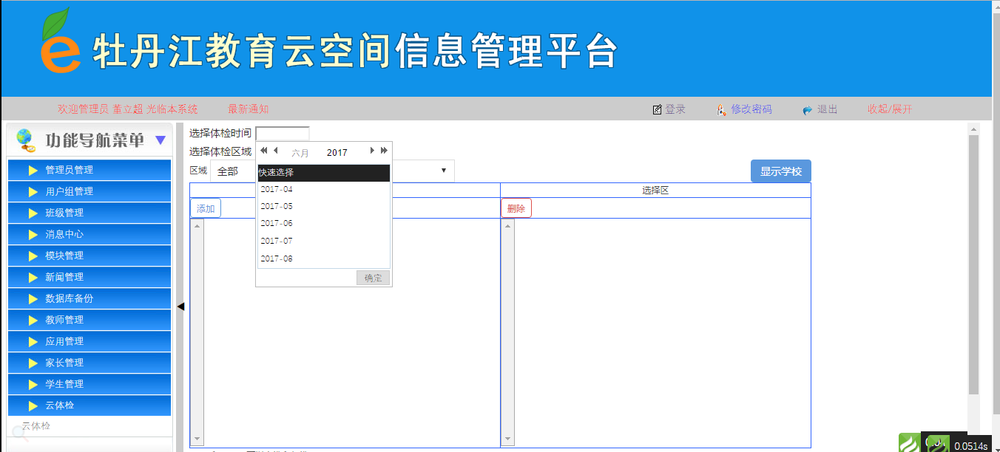 牡丹江教育云空间信息管理平台
欢迎管理员 董立超 光临本系统 最新通知 登录 修改密码 退出 收起/展开
功能导航菜单
管理员管理
用户组管理
班级管理
消息中心
模块管理
新闻管理
数据库备份
教师管理
应用管理
家长管理
学生管理
云体检
云体检
选择体检时间
选择体检区域
区域 全部 显示学校
六月 2017
快速选择
2017-04
2017-05
2017-06
2017-07
2017-08
确定
选择区
添加 删除
0.0514s